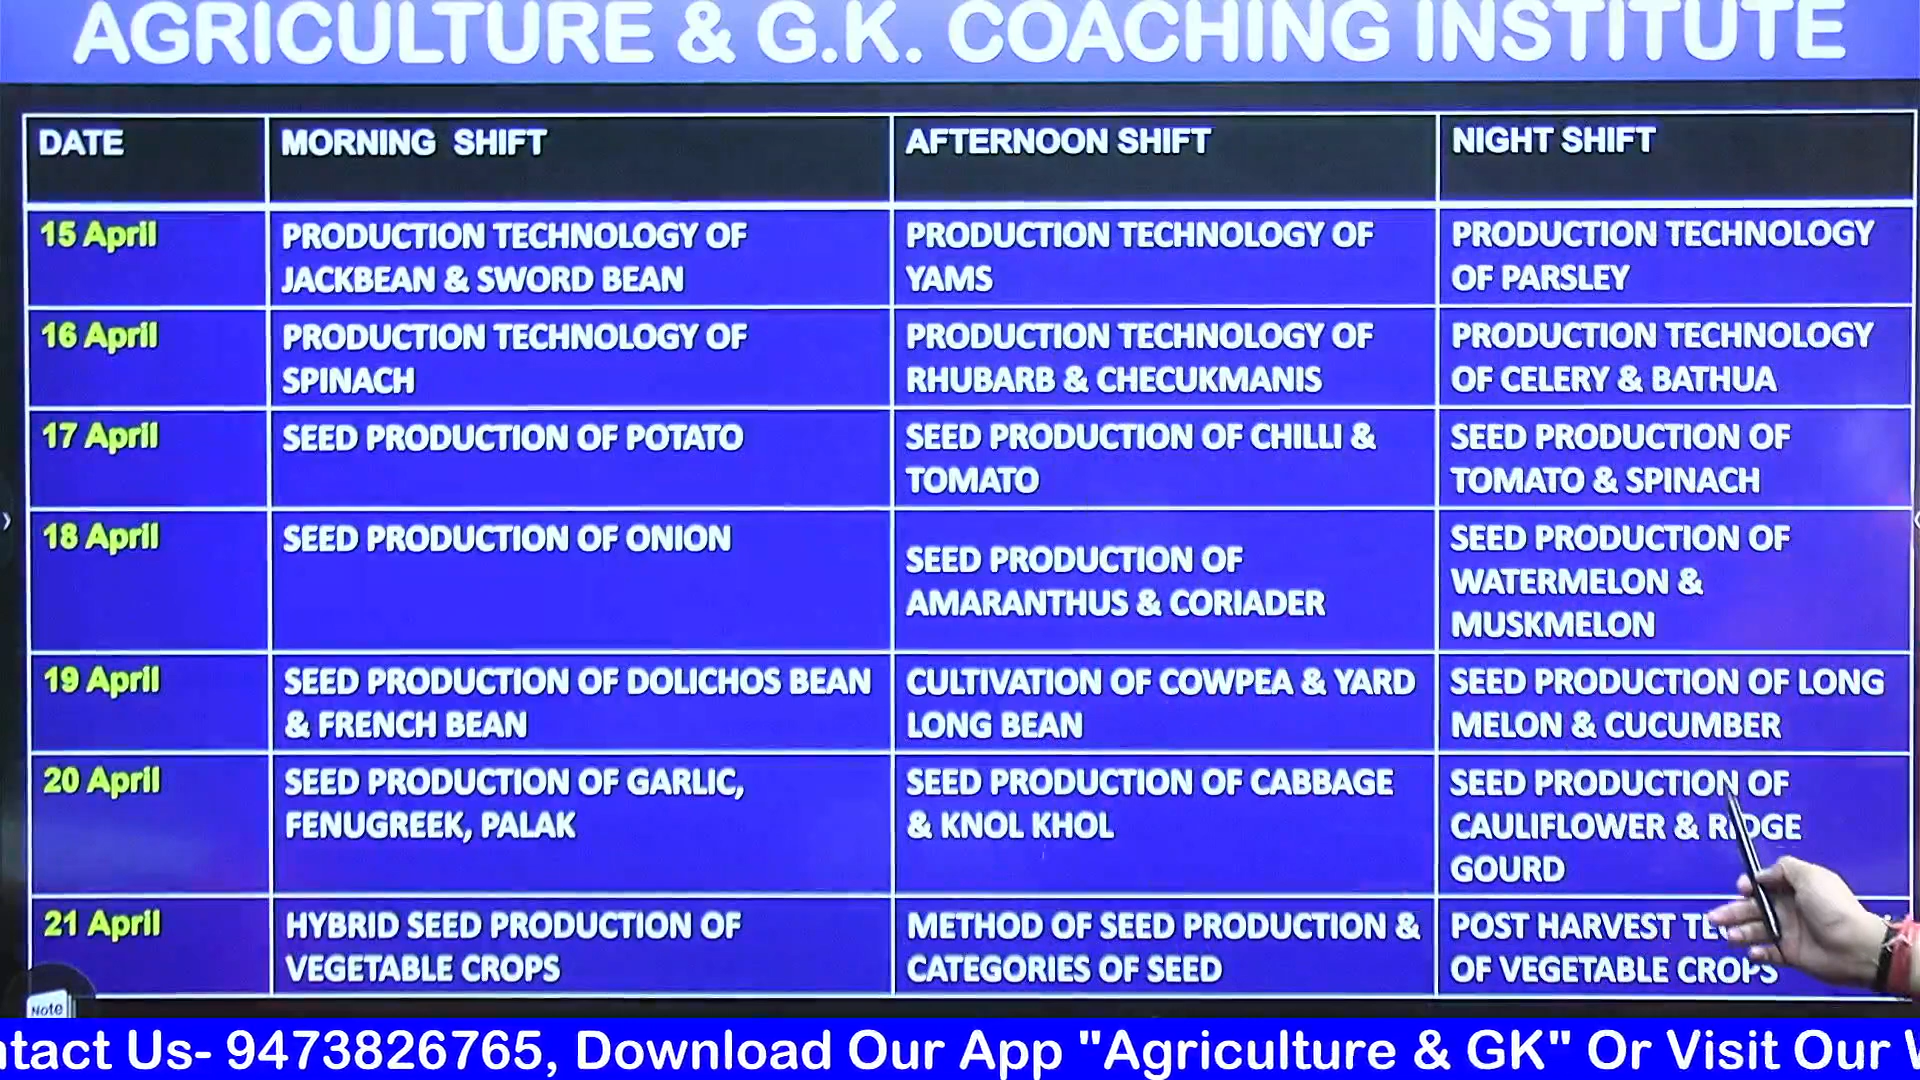 AGRICULTURE & G.K. COACHING INSTITUTE
DATE
MORNING SHIFT
AFTERNOON SHIFT
NIGHT SHIFT
15 April
PRODUCTION TECHNOLOGY OF
JACKBEAN & SWORD BEAN
PRODUCTION TECHNOLOGY OF
YAMS
PRODUCTION TECHNOLOGY
OF PARSLEY
16 April
PRODUCTION TECHNOLOGY OF
SPINACH
PRODUCTION TECHNOLOGY OF
RHUBARB & CHECUKMANIS
PRODUCTION TECHNOLOGY
OF CELERY & BATHUA
17 April
SEED PRODUCTION OF POTATO
SEED PRODUCTION OF CHILLI &
TOMATO
SEED PRODUCTION OF
TOMATO & SPINACH
18 April
SEED PRODUCTION OF ONION
SEED PRODUCTION OF
AMARANTHUS & CORIADER
SEED PRODUCTION OF
WATERMELON &
MUSKMELON
19 April
SEED PRODUCTION OF DOLICHOS BEAN
& FRENCH BEAN
CULTIVATION OF COWPEA & YARD
LONG BEAN
SEED PRODUCTION OF LONG
MELON & CUCUMBER
20 April
SEED PRODUCTION OF GARLIC,
FENUGREEK, PALAK
SEED PRODUCTION OF CABBAGE
& KNOL KHOL
SEED PRODUCTION OF
CAULIFLOWER & RIDGE
GOURD
21 April
HYBRID SEED PRODUCTION OF
VEGETABLE CROPS
METHOD OF SEED PRODUCTION &
CATEGORIES OF SEED
POST HARVEST
OF VEGETABLE CROPS
Note
Us- 9473826765, Download Our App "Agriculture & GK" Or Visit Our